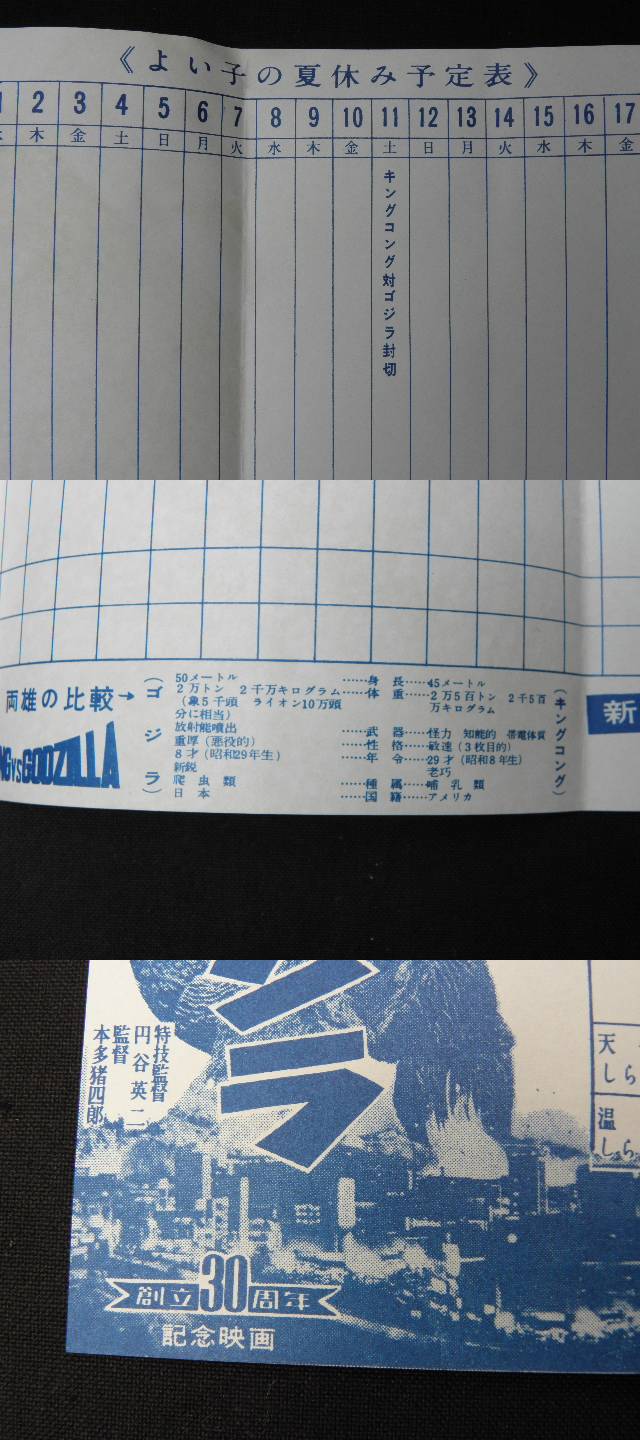 《よい子の夏休み予定表》
2 3 4 5 6 7 8 9 10 11 12 13 14 15 16 17
木 金 土 日 月 火 水 木 金 土 日 月 火 水 木 金
キングコング対ゴジラ封切
両雄の比較→
VS GODZILLA
(ゴジラ)
50メートル……身長……45メートル
2万トン 2千万キログラム……体重……2万5百トン 2千5百万キログラム
(象5千頭 ライオン10万頭分に相当)
放射能噴出……武器……怪力 知能的 帯電体質
重厚(悪役的)……性格……敏速(3枚目的)
8才(昭和29年生)……年令……29才(昭和8年生)
新鋭 老巧
爬虫類……種属……哺乳類
日本……国籍……アメリカ
(キングコング)
新
ジラ
特技監督
円谷英二
監督
本多猪四郎
天
しら
温
しら
創立30周年
記念映画